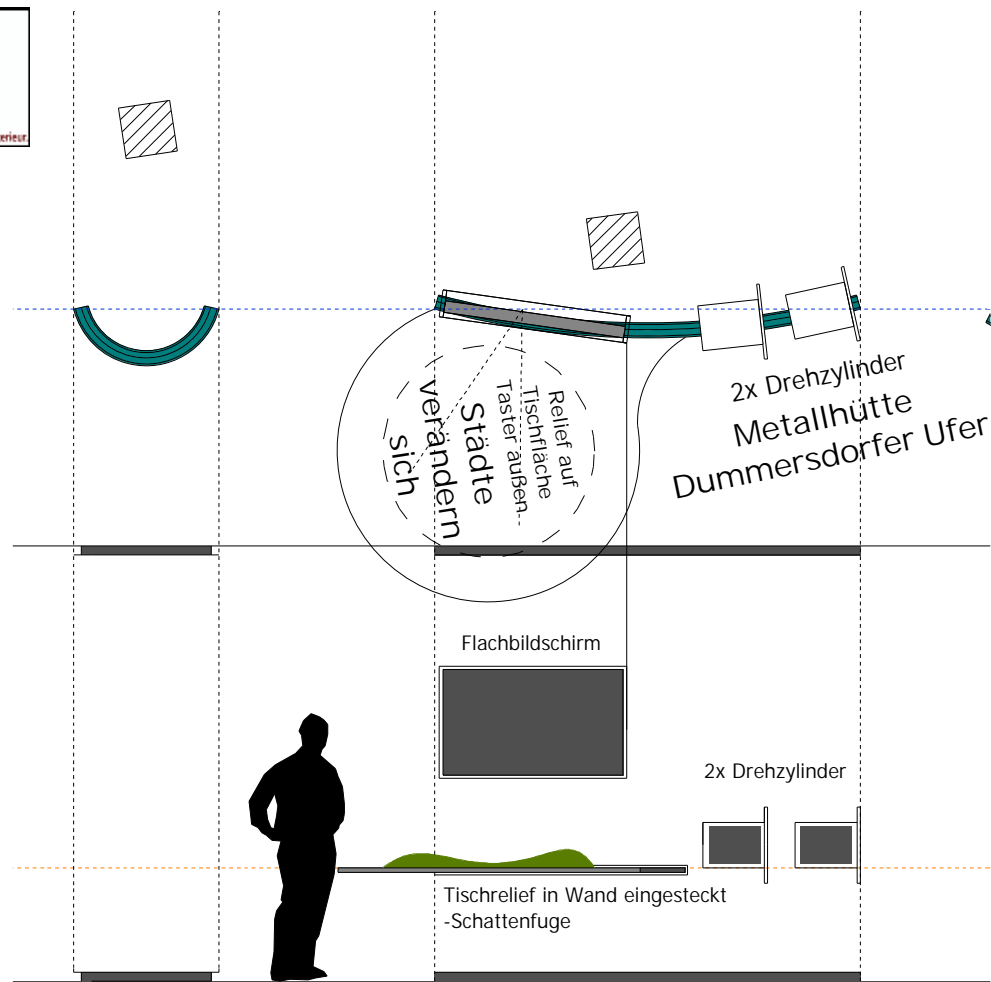 2x Drehzylinder
Metallhütte
Dummersdorfer Ufer
Relief auf
Tischfläche
Taster außen
Städte
verändern
sich
Flachbildschirm
2x Drehzylinder
Tischrelief in Wand eingesteckt
-Schattenfuge